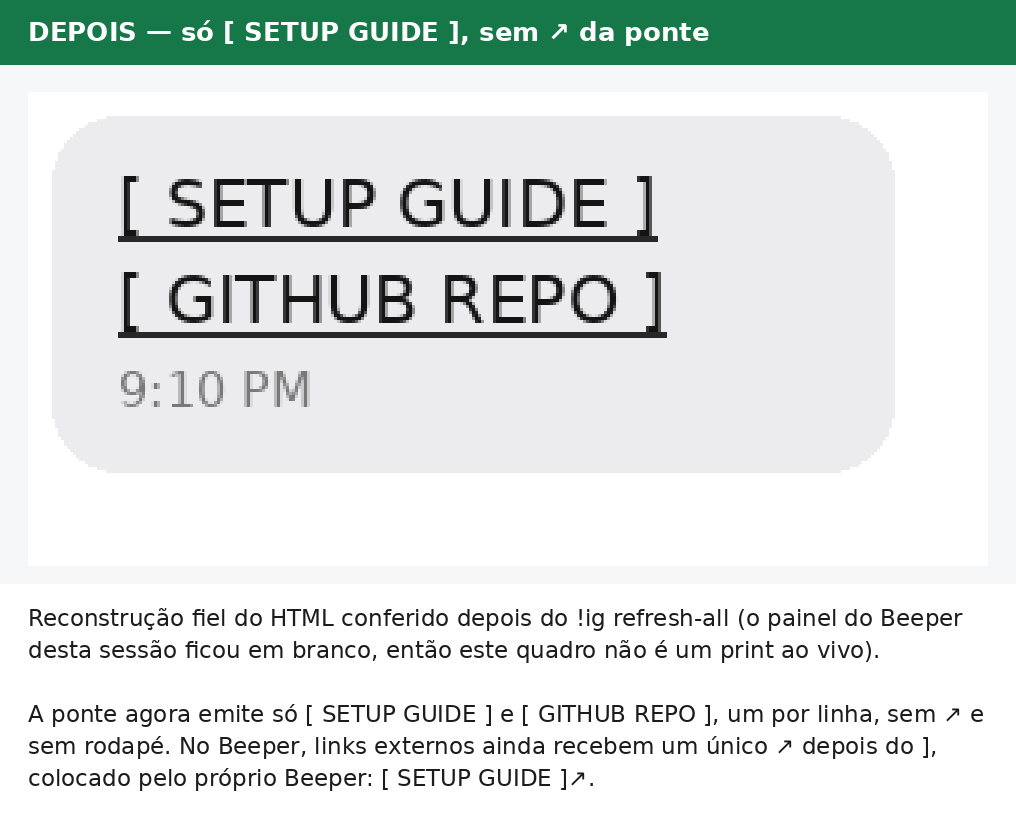 DEPOIS — só [ SETUP GUIDE ], sem ↗ da ponte
[ SETUP GUIDE ]
[ GITHUB REPO ]
9:10 PM
Reconstrução fiel do HTML conferido depois do !ig refresh-all (o painel do Beeper
desta sessão ficou em branco, então este quadro não é um print ao vivo).
A ponte agora emite só [ SETUP GUIDE ] e [ GITHUB REPO ], um por linha, sem ↗ e
sem rodapé. No Beeper, links externos ainda recebem um único ↗ depois do ],
colocado pelo próprio Beeper: [ SETUP GUIDE ]↗.